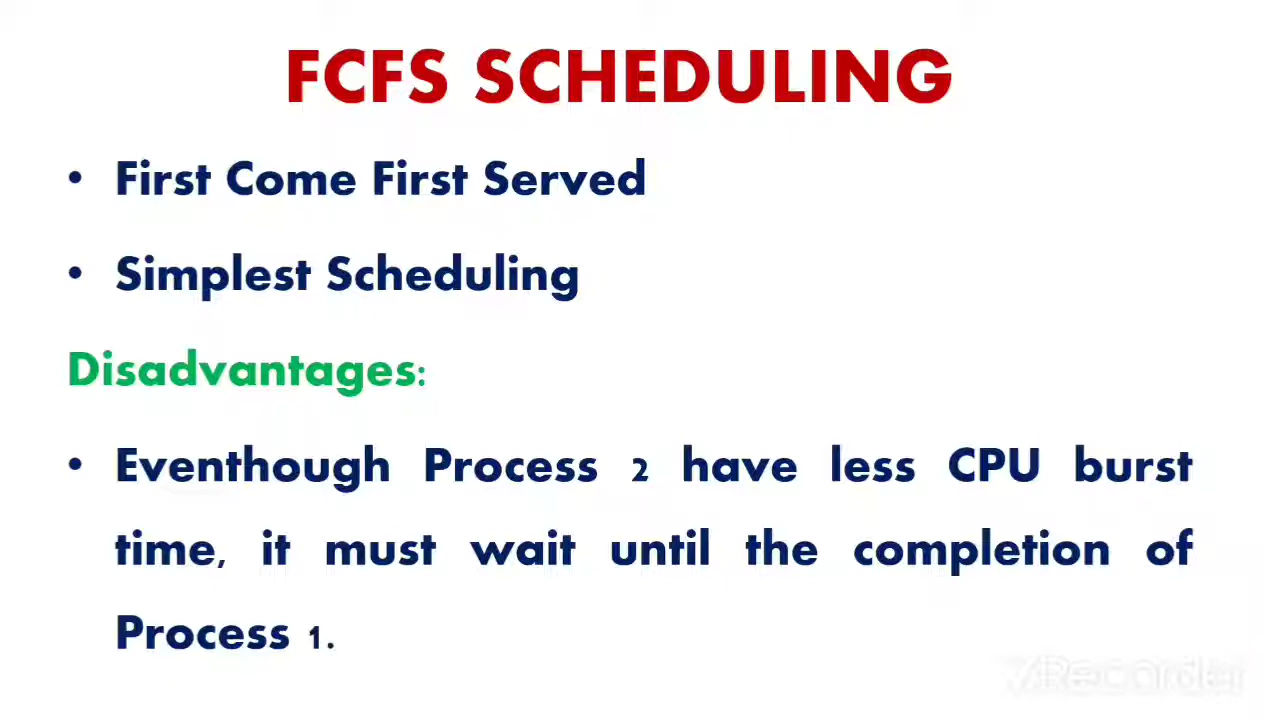 FCFS SCHEDULING
• First Come First Served
• Simplest Scheduling
Disadvantages:
• Eventhough Process 2 have less CPU burst
time, it must wait until the completion of
Process 1.
VRecorder